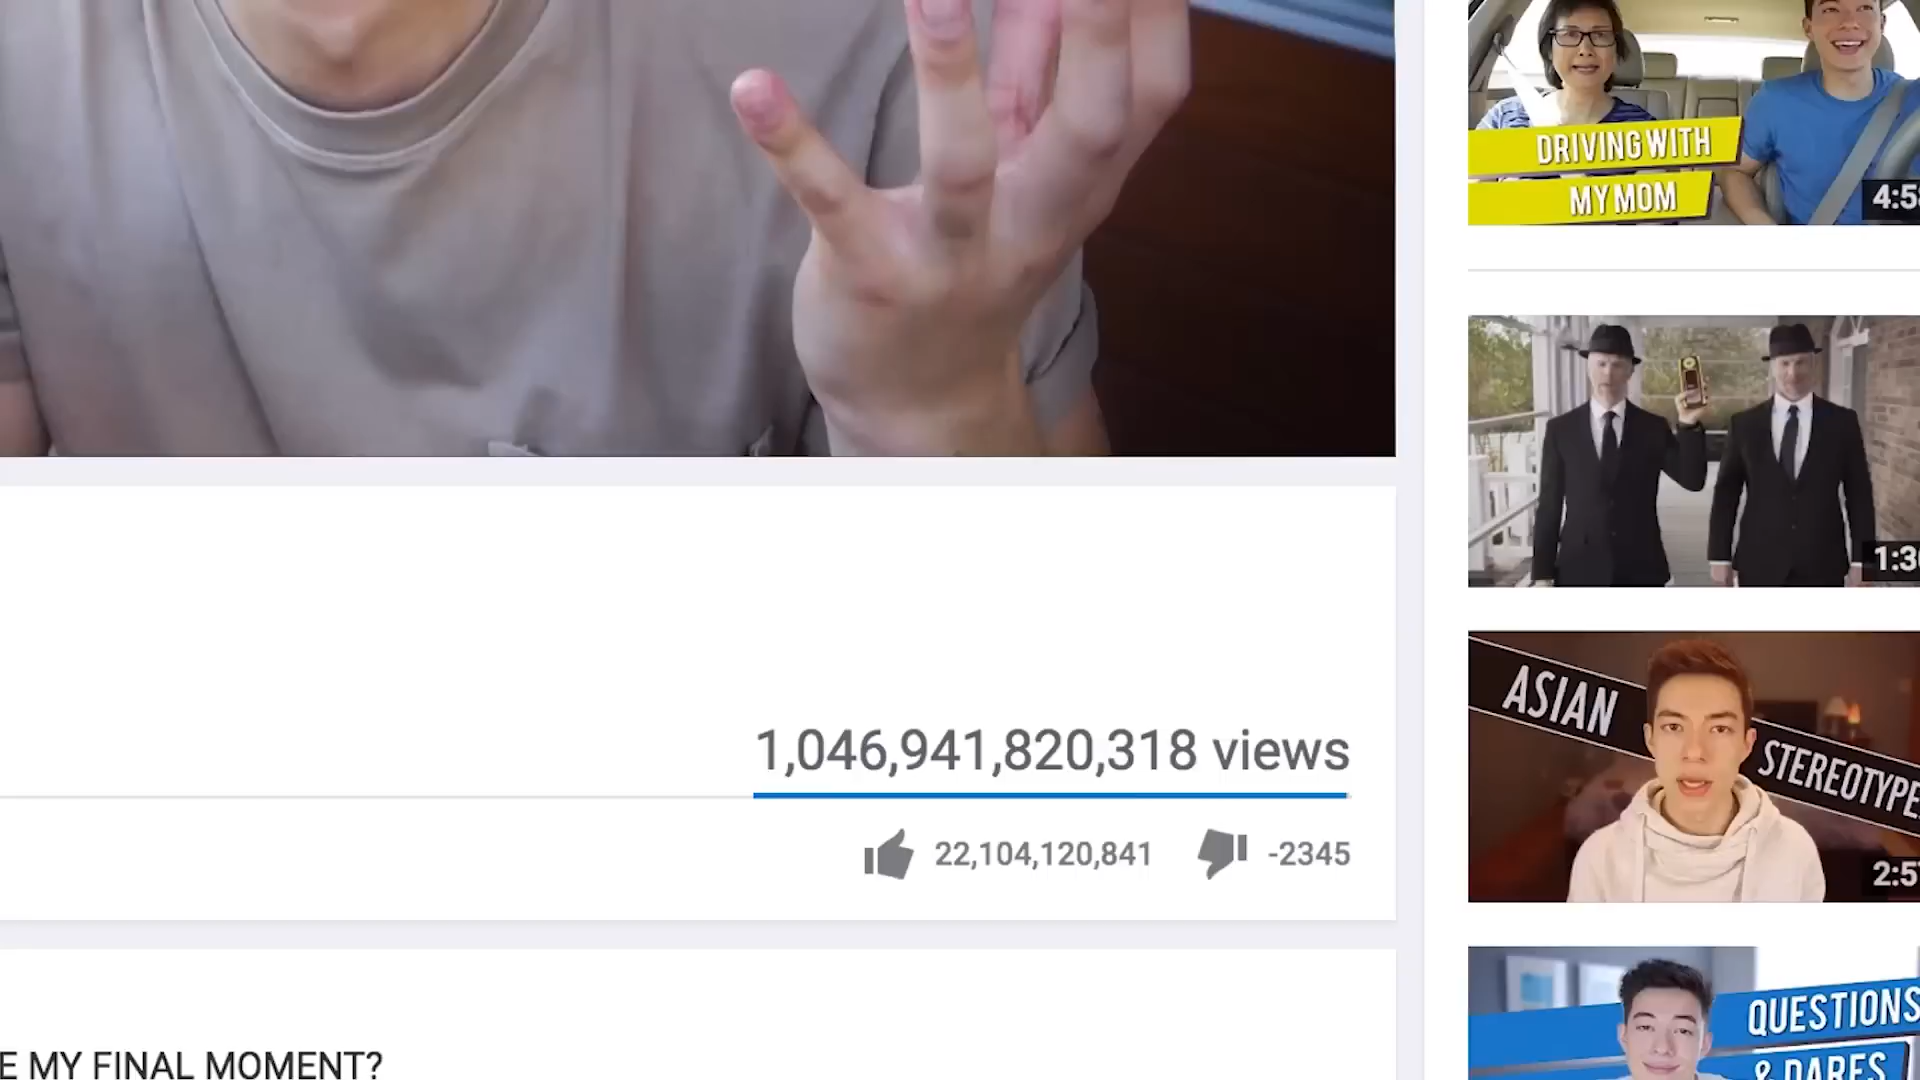 DRIVING WITH
MY MOM
4:5
1:3
ASIAN
STEREOTYPE
2:5
1,046,941,820,318 views
22,104,120,841
-2345
E MY FINAL MOMENT?
QUESTIONS
& DARES